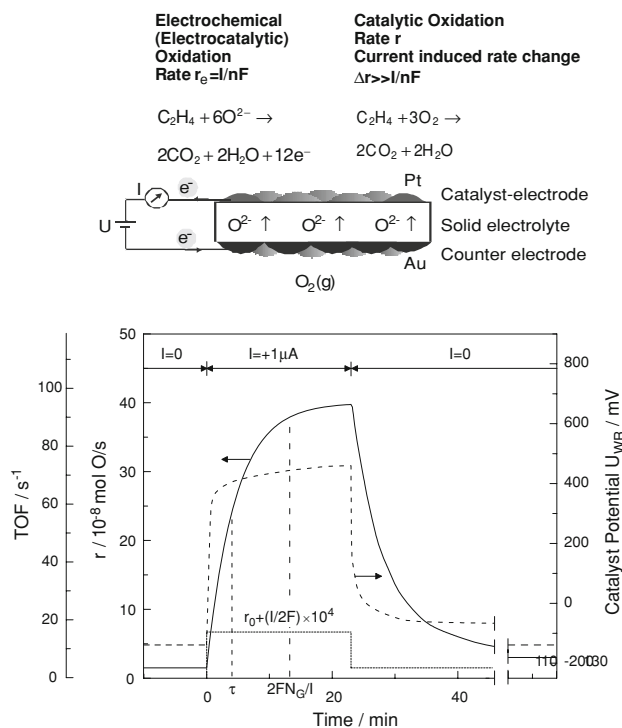 Electrochemical
(Electrocatalytic)
Oxidation
Rate rₑ=I/nF
Catalytic Oxidation
Rate r
Current induced rate change
Δr>>I/nF
C₂H₄ + 6O²⁻ →
2CO₂ + 2H₂O + 12e⁻
C₂H₄ + 3O₂ →
2CO₂ + 2H₂O
Pt
I
e⁻
Catalyst-electrode
U
O²⁻ ↑ O²⁻ ↑ O²⁻ ↑
Solid electrolyte
e⁻
Counter electrode
Au
O₂(g)
50
I=0
I=+1μA
I=0
800
100
40
600
80
30
400
60
20
200
40
10
0
20
r₀+(I/2F)×10⁴
0
0
-200
110
130
0
τ
2FN_G/I
20
40
Time / min
TOF / s⁻¹
r / 10⁻⁸ mol O/s
Catalyst Potential U_WR / mV